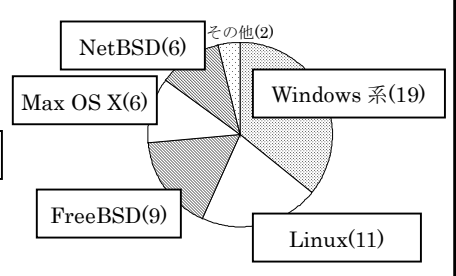 その他(2)
NetBSD(6)
Windows 系(19)
Max OS X(6)
FreeBSD(9)
Linux(11)